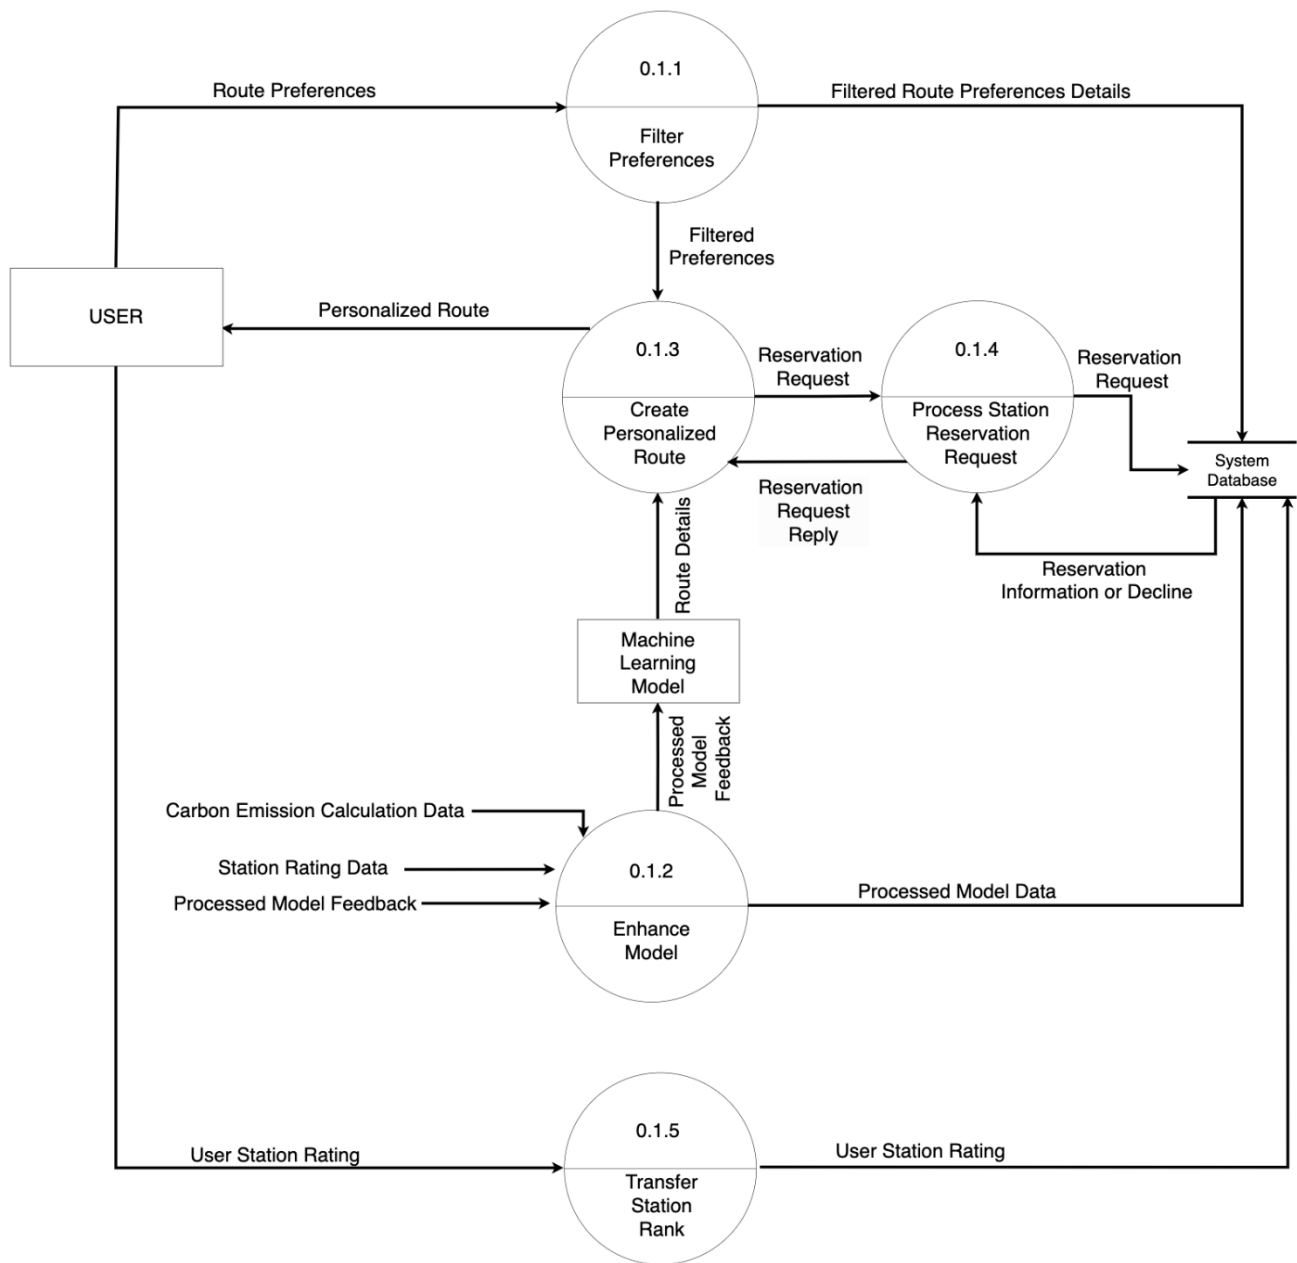 0.1.1
Route Preferences
Filtered Route Preferences Details
Filter
Preferences
Filtered
Preferences
USER
Personalized Route
0.1.3
Create
Personalized
Route
Reservation
Request
0.1.4
Process Station
Reservation
Request
Reservation
Request
System
Database
Reservation
Request
Reply
Reservation
Information or Decline
Route Details
Machine
Learning
Model
Processed
Model
Feedback
Carbon Emission Calculation Data
Station Rating Data
Processed Model Feedback
0.1.2
Enhance
Model
Processed Model Data
0.1.5
User Station Rating
User Station Rating
Transfer
Station
Rank